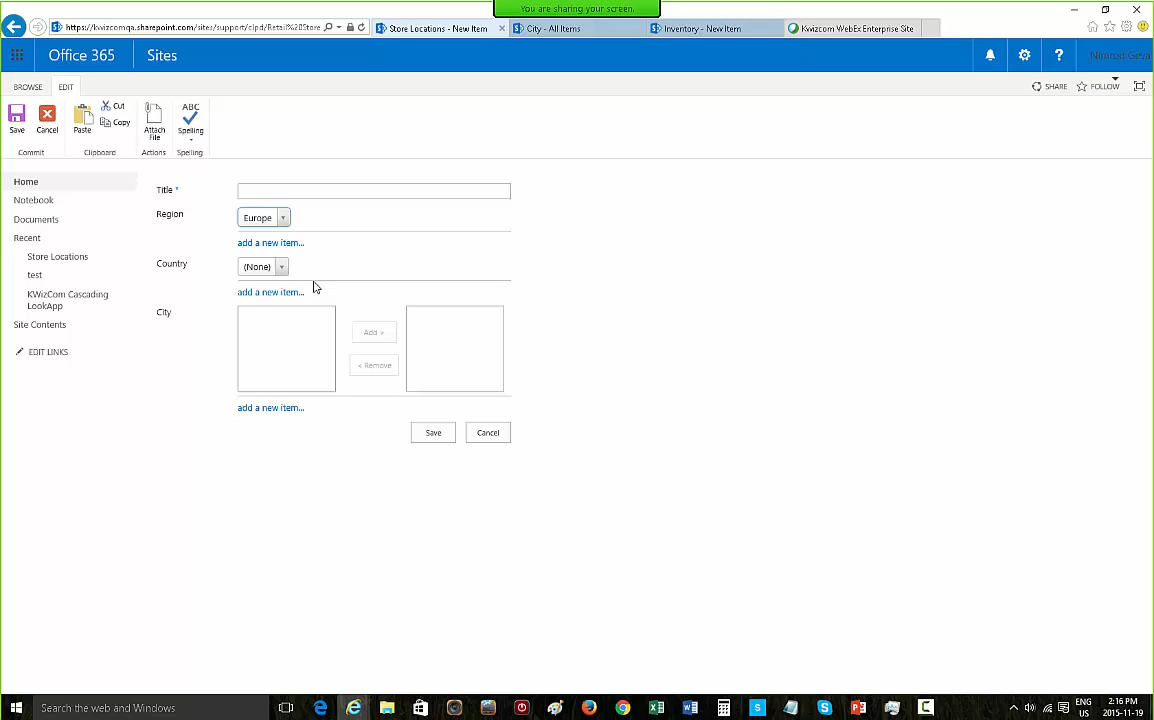 You are sharing your screen.
https://kwizcomqa.sharepoint.com/sites/support/clpd/Retail%20Store
Store Locations - New Item
City - All Items
Inventory - New Item
Kwizcom WebEx Enterprise Site
Office 365
Sites
?
Nimrod Geva
BROWSE
EDIT
SHARE
FOLLOW
Save
Cancel
Paste
Cut
Copy
Attach
File
ABC
Spelling
Commit
Clipboard
Actions
Spelling
Home
Notebook
Documents
Recent
Store Locations
test
KWizCom Cascading
LookApp
Site Contents
EDIT LINKS
Title *
Region
Europe
add a new item...
Country
(None)
add a new item...
City
Add >
< Remove
add a new item...
Save
Cancel
Search the web and Windows
ENG
US
2:16 PM
2015-11-19